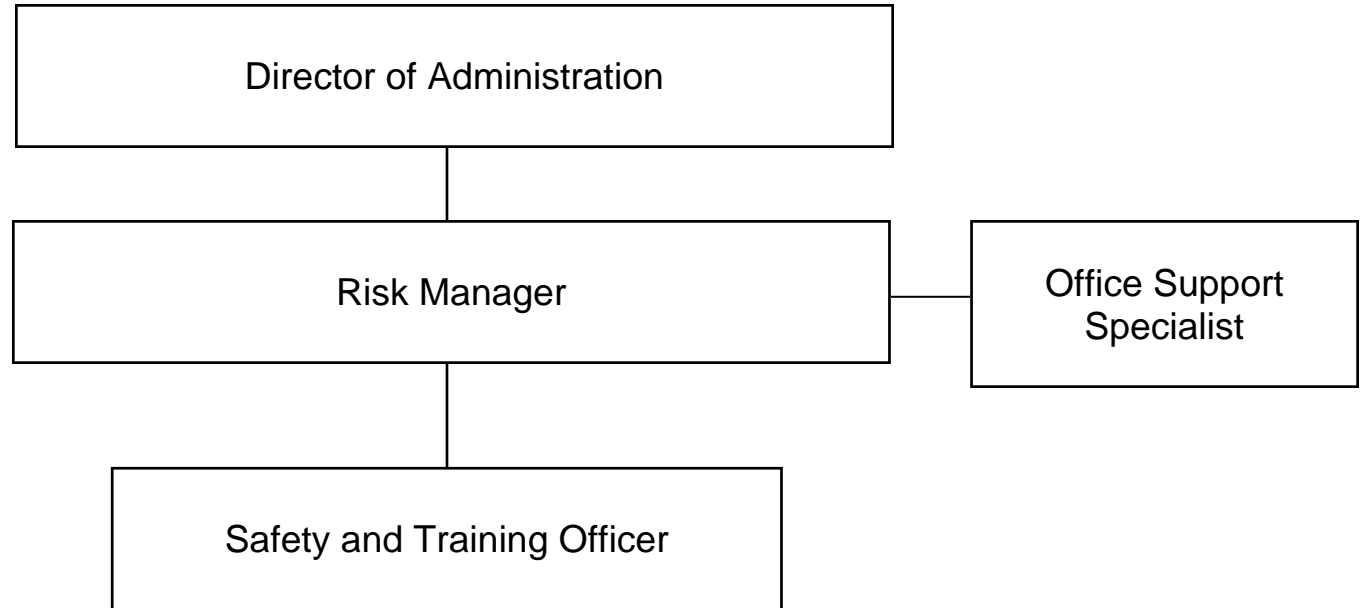 Director of Administration
Risk Manager
Office Support
Specialist
Safety and Training Officer